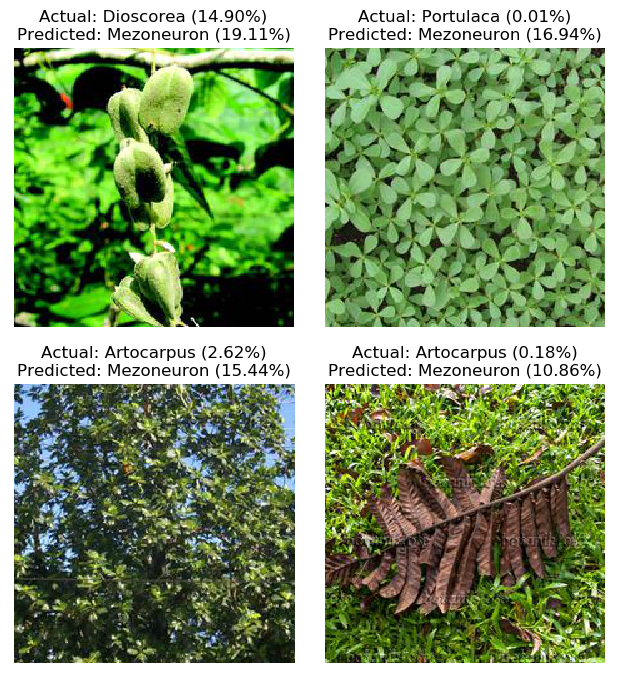 Actual: Dioscorea (14.90%)
Predicted: Mezoneuron (19.11%)
Actual: Portulaca (0.01%)
Predicted: Mezoneuron (16.94%)
Actual: Artocarpus (2.62%)
Predicted: Mezoneuron (15.44%)
Actual: Artocarpus (0.18%)
Predicted: Mezoneuron (10.86%)